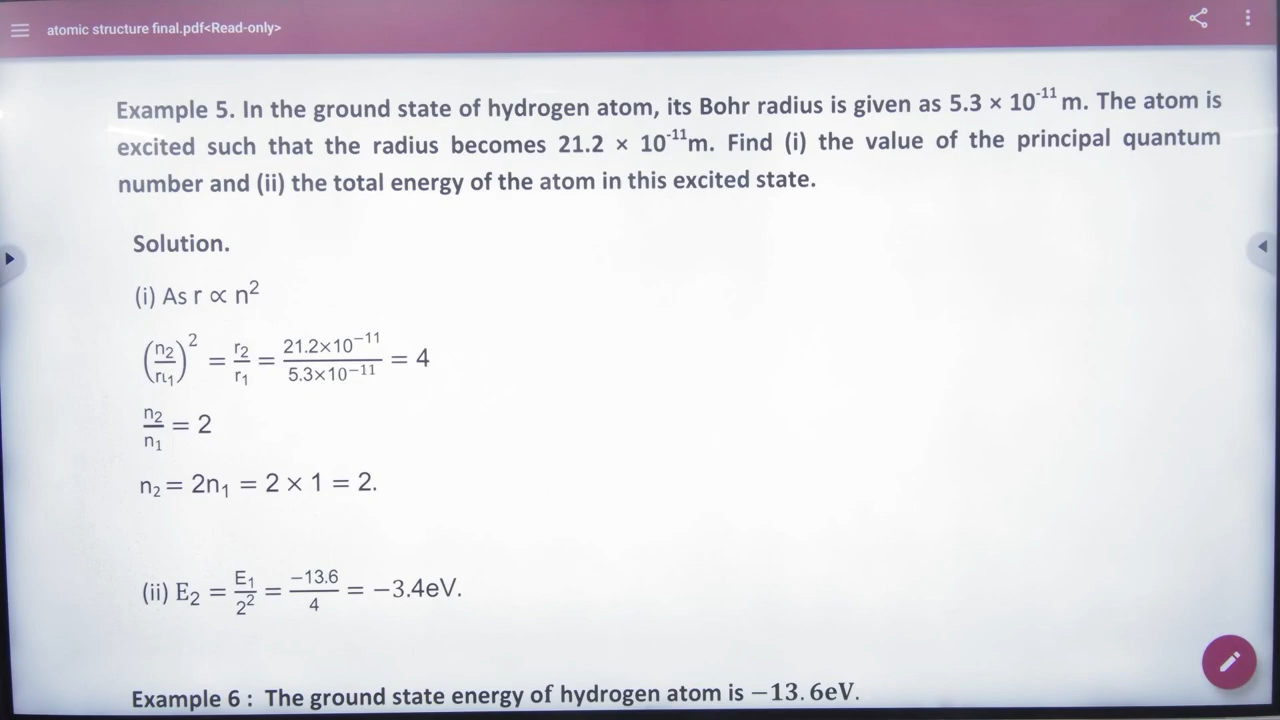 atomic structure final.pdf<Read-only>
Example 5. In the ground state of hydrogen atom, its Bohr radius is given as 5.3 × 10⁻¹¹ m. The atom is
excited such that the radius becomes 21.2 × 10⁻¹¹m. Find (i) the value of the principal quantum
number and (ii) the total energy of the atom in this excited state.
Solution.
(i) As r ∝ n²
(n₂/n₁)² = r₂/r₁ = 21.2×10⁻¹¹/5.3×10⁻¹¹ = 4
n₂/n₁ = 2
n₂ = 2n₁ = 2 × 1 = 2.
(ii) E₂ = E₁/2² = −13.6/4 = −3.4eV.
Example 6 : The ground state energy of hydrogen atom is −13.6eV.